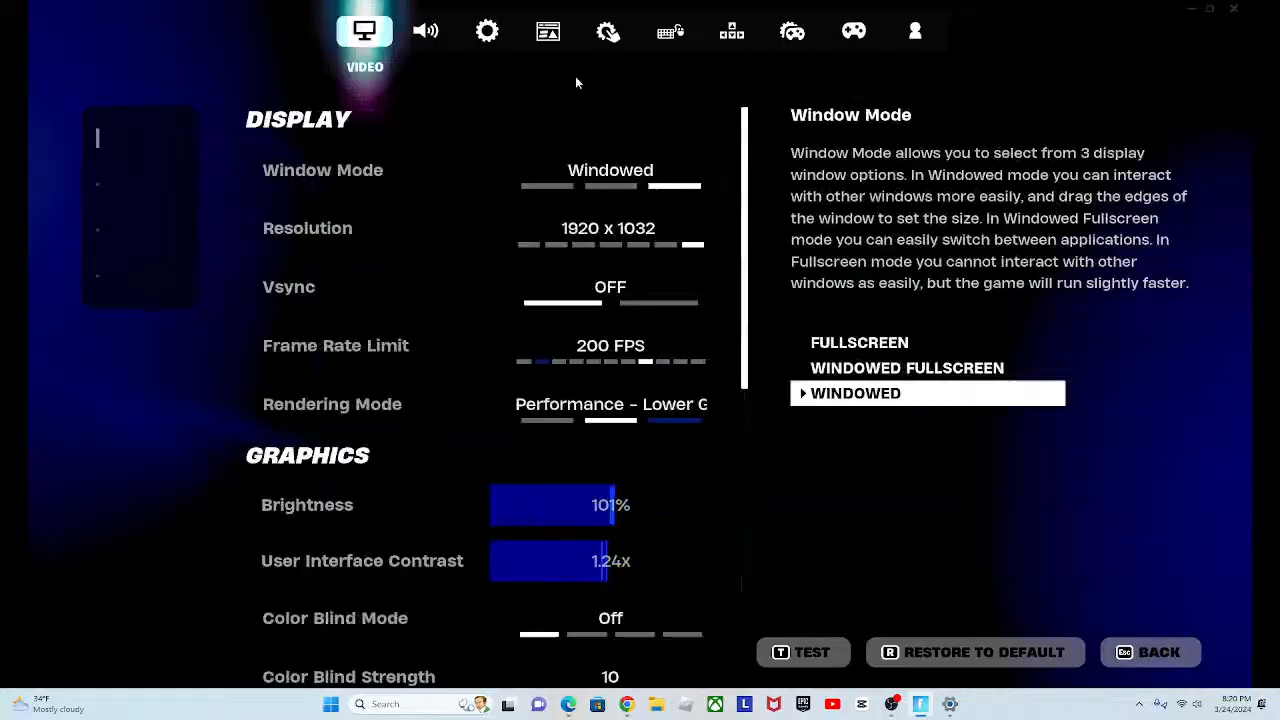 VIDEO
DISPLAY
Window Mode
Windowed
Resolution
1920 x 1032
Vsync
OFF
Frame Rate Limit
200 FPS
Rendering Mode
Performance - Lower G
GRAPHICS
Brightness
101%
User Interface Contrast
1.24x
Color Blind Mode
Off
Color Blind Strength
10
Window Mode
Window Mode allows you to select from 3 display
window options. In Windowed mode you can interact
with other windows more easily, and drag the edges of
the window to set the size. In Windowed Fullscreen
mode you can easily switch between applications. In
Fullscreen mode you cannot interact with other
windows as easily, but the game will run slightly faster.
FULLSCREEN
WINDOWED FULLSCREEN
WINDOWED
T TEST
R RESTORE TO DEFAULT
Esc BACK
34°F
Mostly cloudy
Search
EPIC
L
8:20 PM
3/24/2024